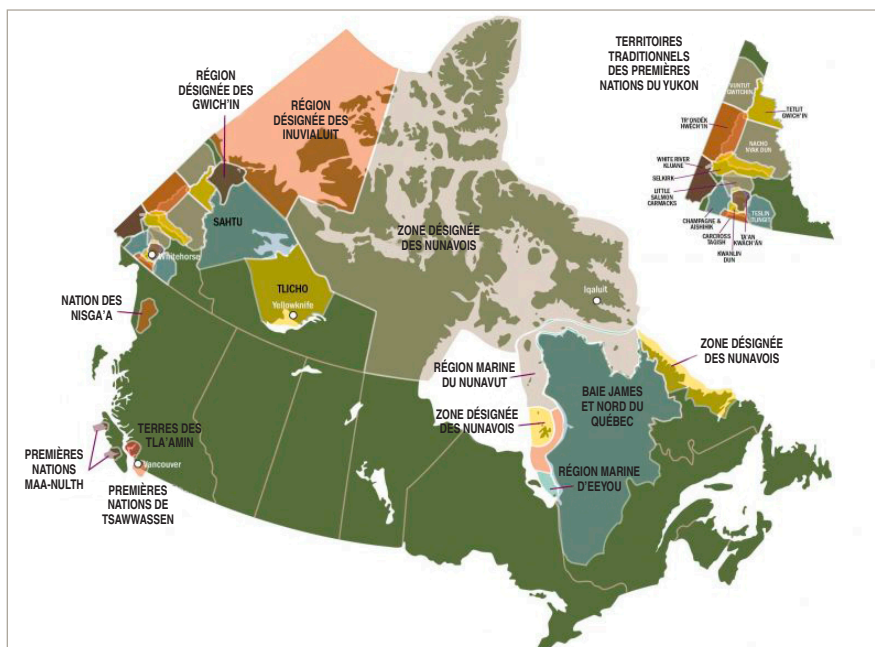 RÉGION
DÉSIGNÉE DES
GWICH'IN
RÉGION
DÉSIGNÉE DES
INUVIALUIT
TERRITOIRES
TRADITIONNELS
DES PREMIÈRES
NATIONS DU YUKON
VUNTUT
GWITCHIN
TETLIT
GWICH'IN
TR'ONDËK
HWËCH'IN
NACHO
NYAK DUN
WHITE RIVER
KLUANE
SELKIRK
LITTLE
SALMON
CARMACKS
CHAMPAGNE &
AISHIHIK
CARCROSS
TAGISH
KWANLIN
DUN
TA'AN
KWÄCH'ÄN
TESLIN
TLINGIT
SAHTU
ZONE DÉSIGNÉE
DES NUNAVOIS
Whitehorse
TLICHO
Yellowknife
Iqaluit
NATION DES
NISGA'A
RÉGION MARINE
DU NUNAVUT
ZONE DÉSIGNÉE
DES NUNAVOIS
BAIE JAMES
ET NORD DU
QUÉBEC
ZONE DÉSIGNÉE
DES NUNAVOIS
TERRES DES
TLA'AMIN
PREMIÈRES
NATIONS
MAA-NULTH
Vancouver
RÉGION MARINE
D'EEYOU
PREMIÈRES
NATIONS DE
TSAWWASSEN